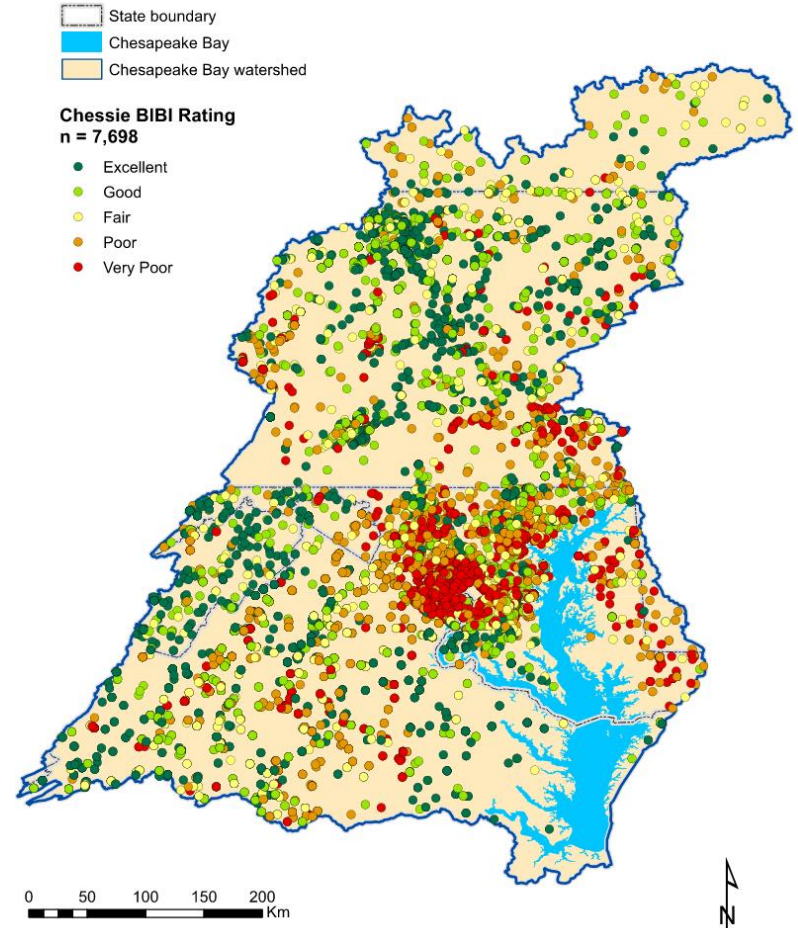 State boundary
Chesapeake Bay
Chesapeake Bay watershed
Chessie BIBI Rating
n = 7,698
Excellent
Good
Fair
Poor
Very Poor
0 50 100 150 200
Km
N